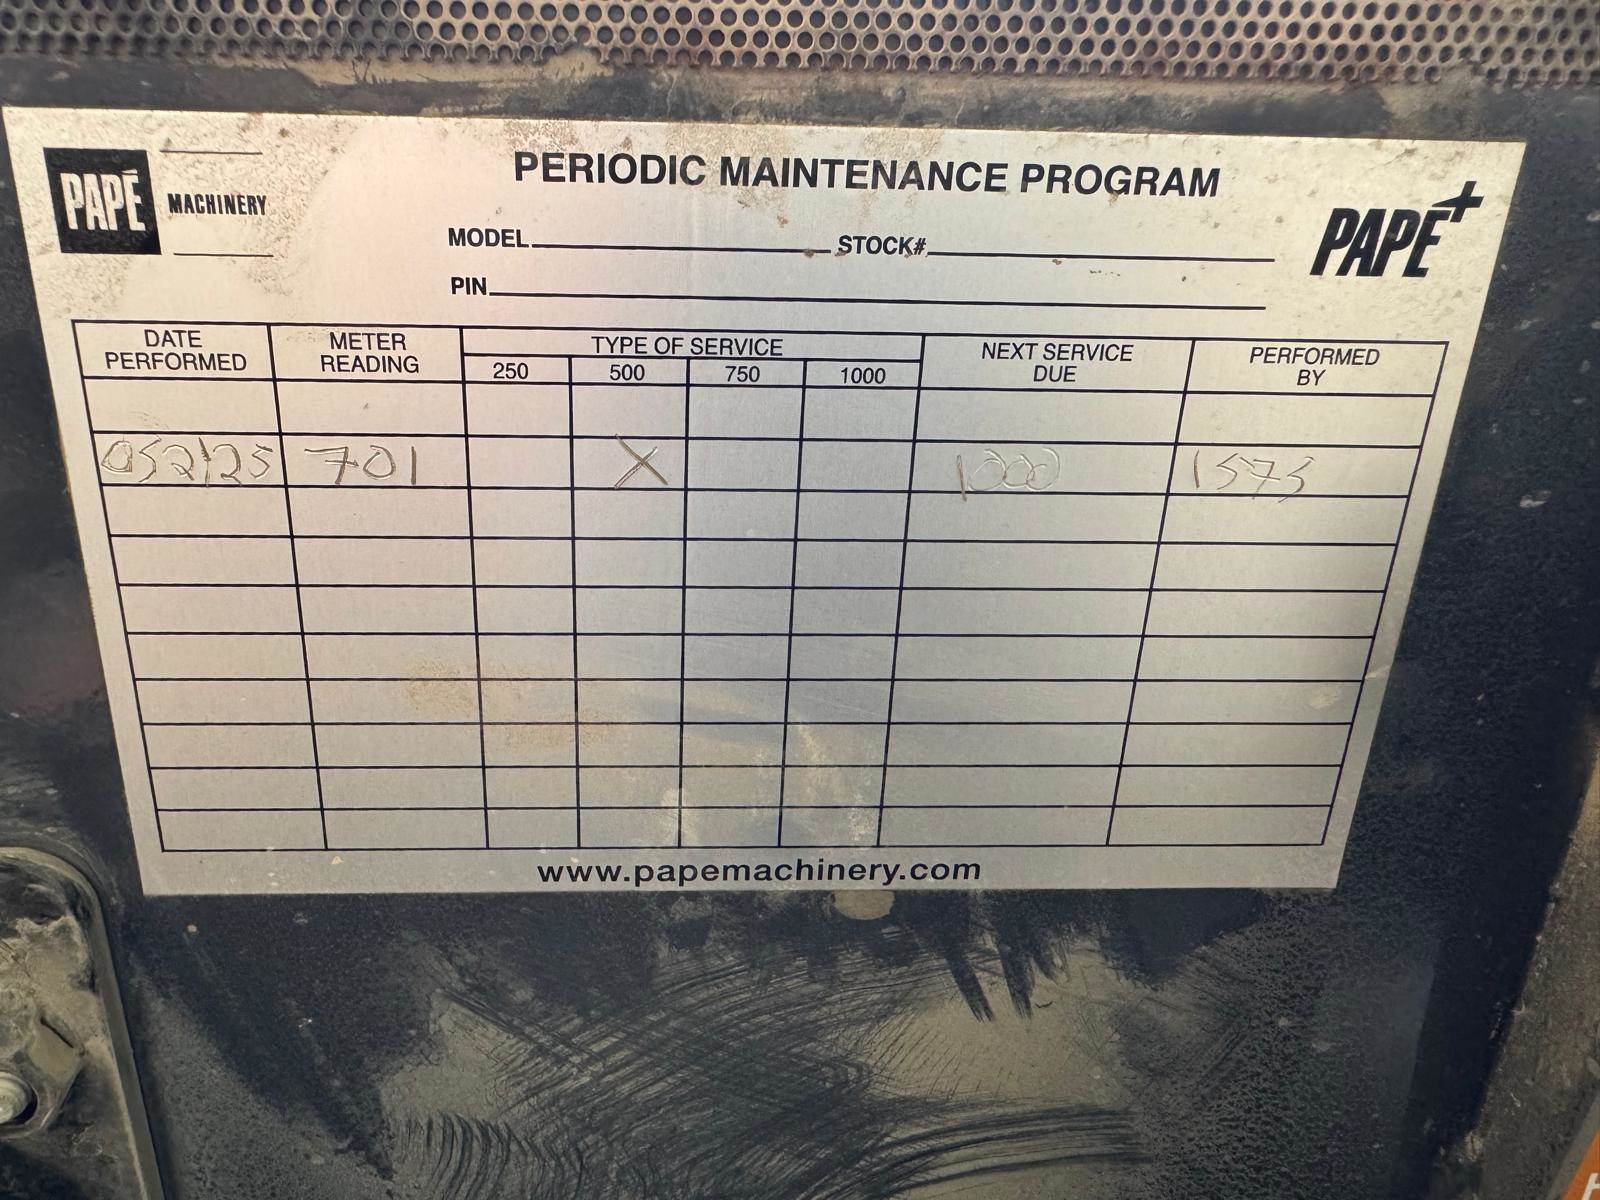 PAPÉ MACHINERY
PERIODIC MAINTENANCE PROGRAM
PAPÉ+
MODEL STOCK#
PIN
DATE PERFORMED METER READING TYPE OF SERVICE NEXT SERVICE DUE PERFORMED BY
250 500 750 1000
052125 701 X 1000 1575
www.papemachinery.com